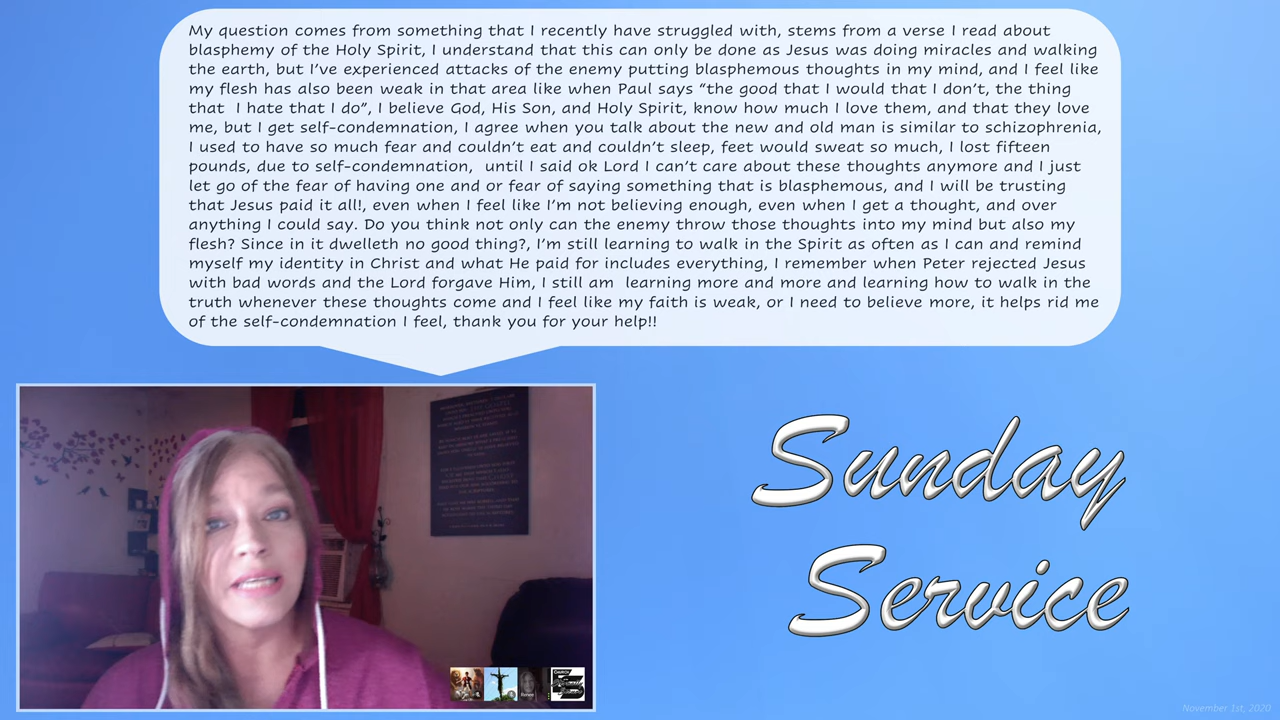 My question comes from something that I recently have struggled with, stems from a verse I read about
blasphemy of the Holy Spirit, I understand that this can only be done as Jesus was doing miracles and walking
the earth, but I've experienced attacks of the enemy putting blasphemous thoughts in my mind, and I feel like
my flesh has also been weak in that area like when Paul says “the good that I would that I don't, the thing
that  I hate that I do”, I believe God, His Son, and Holy Spirit, know how much I love them, and that they love
me, but I get self-condemnation, I agree when you talk about the new and old man is similar to schizophrenia,
I used to have so much fear and couldn't eat and couldn't sleep, feet would sweat so much, I lost fifteen
pounds, due to self-condemnation,  until I said ok Lord I can't care about these thoughts anymore and I just
let go of the fear of having one and or fear of saying something that is blasphemous, and I will be trusting
that Jesus paid it all!, even when I feel like I'm not believing enough, even when I get a thought, and over
anything I could say. Do you think not only can the enemy throw those thoughts into my mind but also my
flesh? Since in it dwelleth no good thing?, I'm still learning to walk in the Spirit as often as I can and remind
myself my identity in Christ and what He paid for includes everything, I remember when Peter rejected Jesus
with bad words and the Lord forgave Him, I still am  learning more and more and learning how to walk in the
truth whenever these thoughts come and I feel like my faith is weak, or I need to believe more, it helps rid me
of the self-condemnation I feel, thank you for your help!!
Sunday
Service
Renee
November 1st, 2020